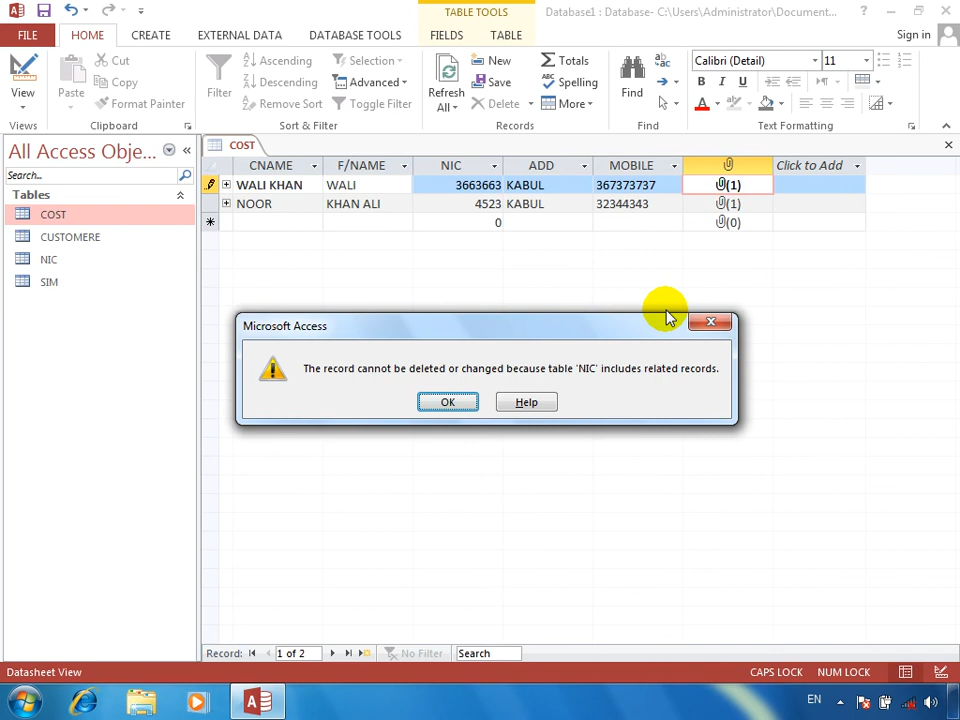 TABLE TOOLS
Database1 : Database- C:\Users\Administrator\Document...
?
FILE
HOME
CREATE
EXTERNAL DATA
DATABASE TOOLS
FIELDS
TABLE
Sign in
View
Views
Paste
Cut
Copy
Format Painter
Clipboard
Filter
Ascending
Descending
Remove Sort
Selection
Advanced
Toggle Filter
Sort & Filter
Refresh
All
New
Save
Delete
Totals
Spelling
More
Records
Find
Find
Calibri (Detail)
11
B I U
Text Formatting
All Access Obje...
Search...
Tables
COST
CUSTOMERE
NIC
SIM
COST
CNAME F/NAME NIC ADD MOBILE Click to Add
WALI KHAN WALI 3663663 KABUL 367373737 (1)
NOOR KHAN ALI 4523 KABUL 32344343 (1)
0 (0)
Microsoft Access
The record cannot be deleted or changed because table 'NIC' includes related records.
OK
Help
Record: 1 of 2 No Filter Search
Datasheet View
CAPS LOCK NUM LOCK
EN